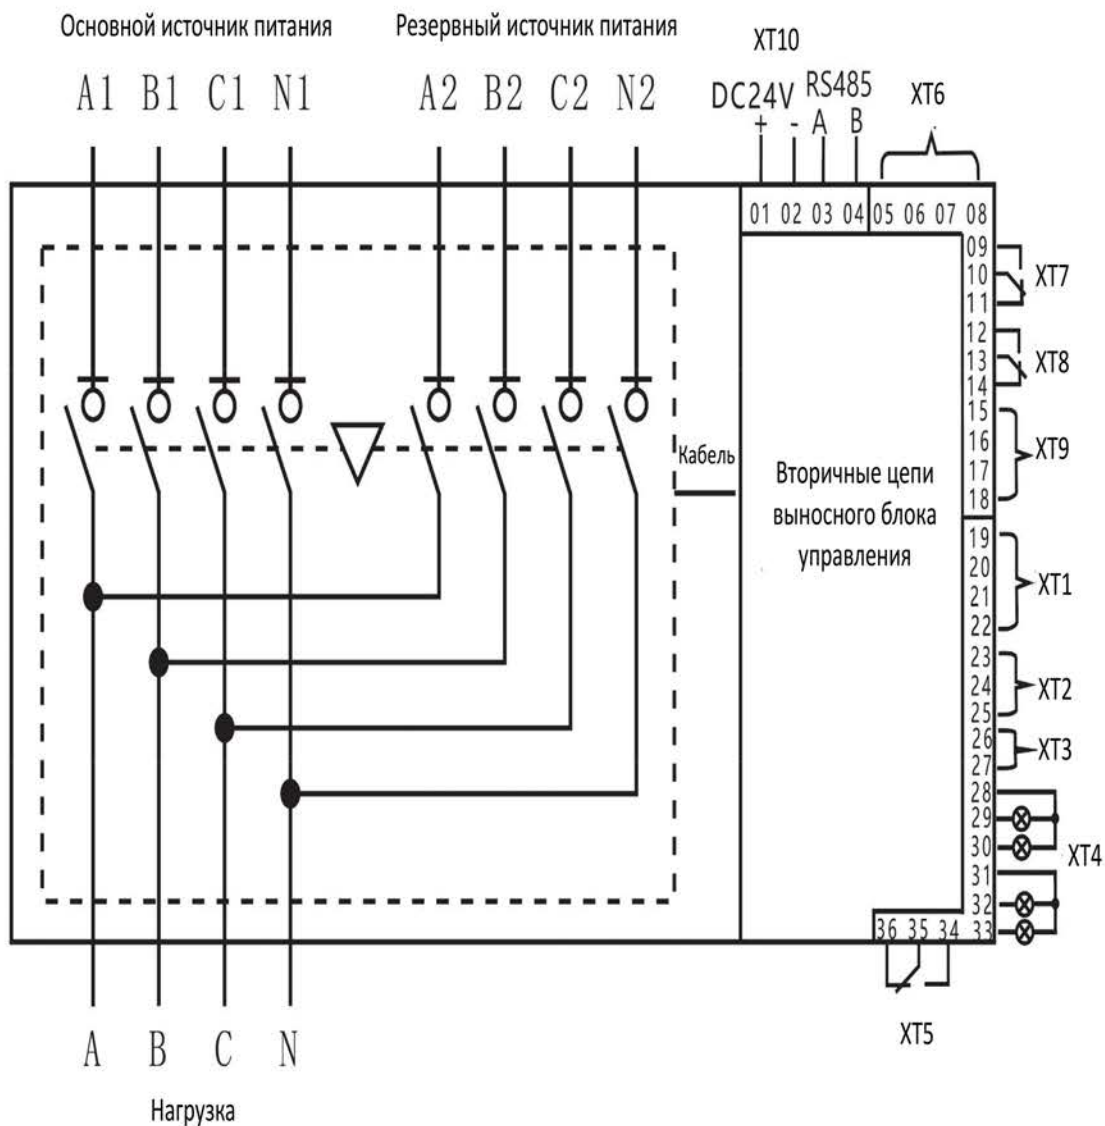 Основной источник питания
Резервный источник питания
XT10
A1 B1 C1 N1
A2 B2 C2 N2
DC24V RS485
XT6
+ - A B
01 02 03 04 05 06 07 08
09
10
XT7
11
12
13
XT8
14
15
16
XT9
17
18
Кабель
Вторичные цепи
выносного блока
управления
19
20
XT1
21
22
23
24
XT2
25
26
XT3
27
28
29
30
XT4
31
32
33
36 35 34
XT5
A B C N
Нагрузка